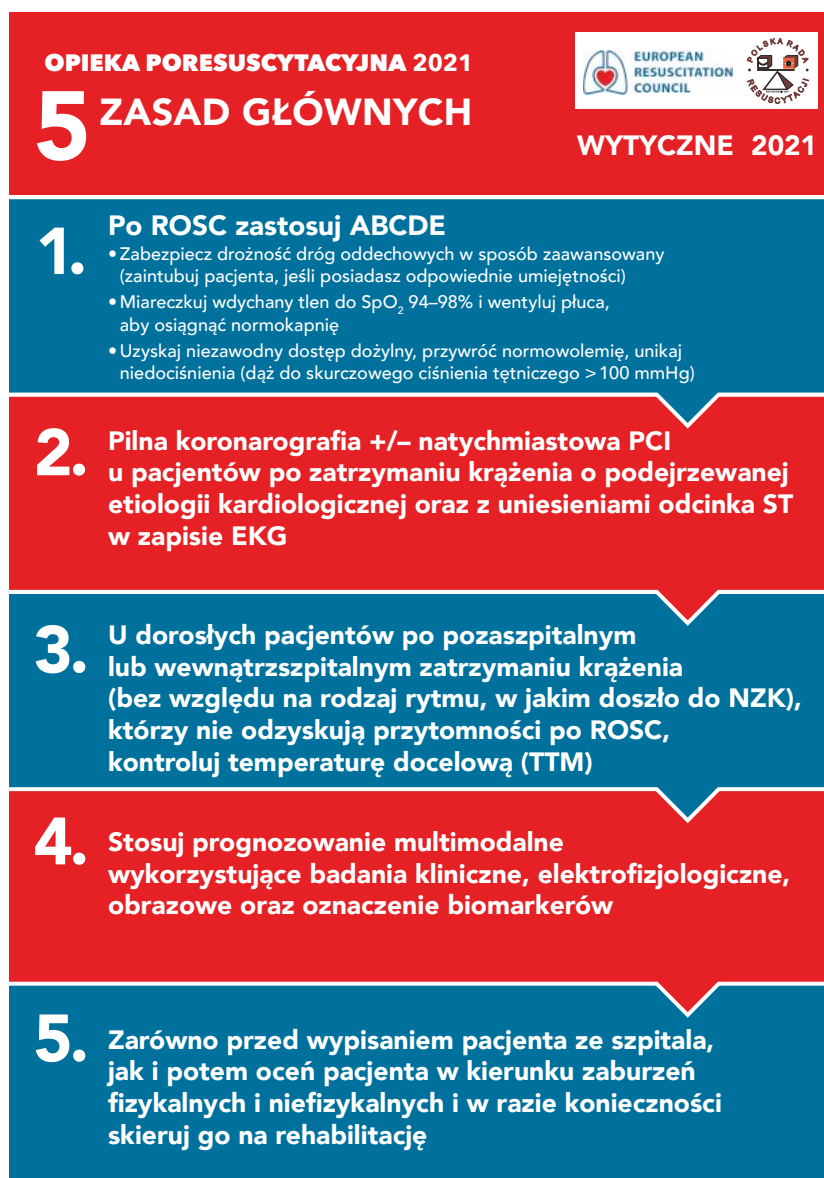 OPIEKA PORESUSCYTACYJNA 2021
5 ZASAD GŁÓWNYCH
EUROPEAN
RESUSCITATION
COUNCIL
POLSKA RADA
RESUSCYTACJI
WYTYCZNE 2021
1. Po ROSC zastosuj ABCDE
• Zabezpiecz drożność dróg oddechowych w sposób zaawansowany
(zaintubuj pacjenta, jeśli posiadasz odpowiednie umiejętności)
• Miareczkuj wdychany tlen do SpO₂ 94–98% i wentyluj płuca,
aby osiągnąć normokapnię
• Uzyskaj niezawodny dostęp dożylny, przywróć normowolemię, unikaj
niedociśnienia (dąż do skurczowego ciśnienia tętniczego >100 mmHg)
2. Pilna koronarografia +/– natychmiastowa PCI
u pacjentów po zatrzymaniu krążenia o podejrzewanej
etiologii kardiologicznej oraz z uniesieniami odcinka ST
w zapisie EKG
3. U dorosłych pacjentów po pozaszpitalnym
lub wewnątrzszpitalnym zatrzymaniu krążenia
(bez względu na rodzaj rytmu, w jakim doszło do NZK),
którzy nie odzyskują przytomności po ROSC,
kontroluj temperaturę docelową (TTM)
4. Stosuj prognozowanie multimodalne
wykorzystujące badania kliniczne, elektrofizjologiczne,
obrazowe oraz oznaczenie biomarkerów
5. Zarówno przed wypisaniem pacjenta ze szpitala,
jak i potem oceń pacjenta w kierunku zaburzeń
fizykalnych i niefizykalnych i w razie konieczności
skieruj go na rehabilitację